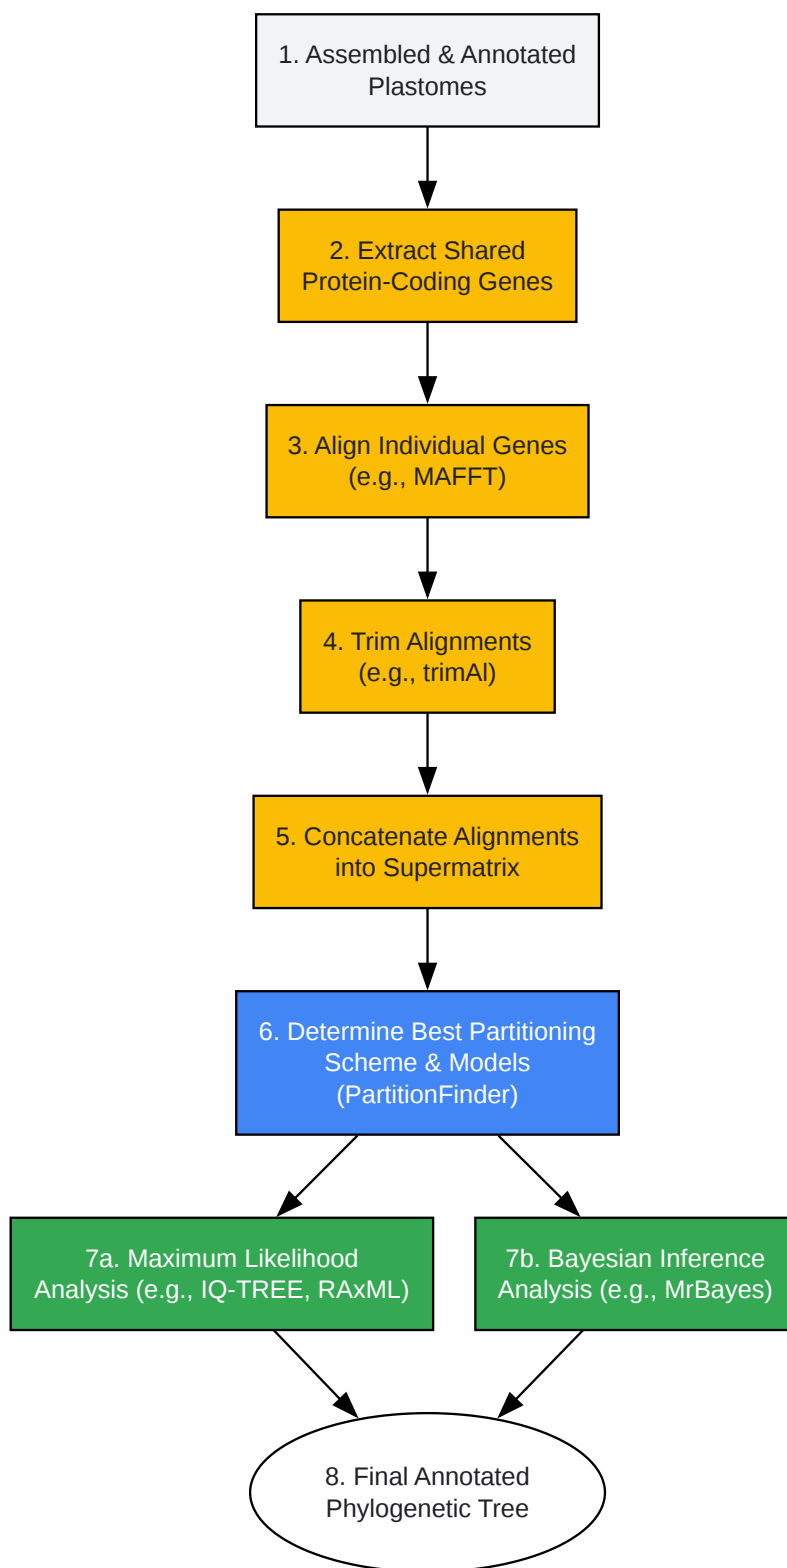 1. Assembled & Annotated
Plastomes
2. Extract Shared
Protein-Coding Genes
3. Align Individual Genes
(e.g., MAFFT)
4. Trim Alignments
(e.g., trimAl)
5. Concatenate Alignments
into Supermatrix
6. Determine Best Partitioning
Scheme & Models
(PartitionFinder)
7a. Maximum Likelihood
Analysis (e.g., IQ-TREE, RAxML)
7b. Bayesian Inference
Analysis (e.g., MrBayes)
8. Final Annotated
Phylogenetic Tree